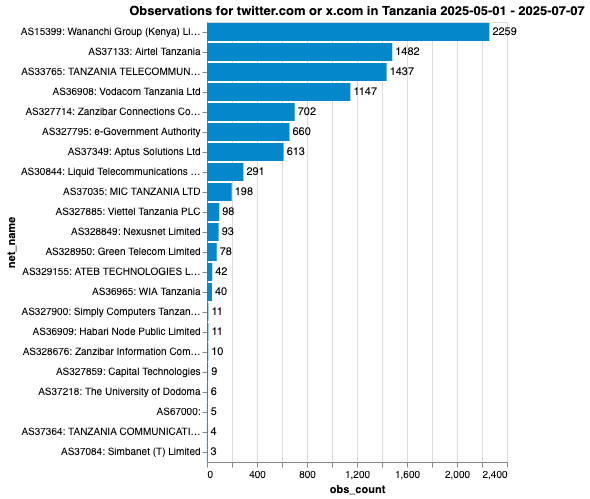 Observations for twitter.com or x.com in Tanzania 2025-05-01 - 2025-07-07
AS15399: Wananchi Group (Kenya) Li… 2259
AS37133: Airtel Tanzania 1482
AS33765: TANZANIA TELECOMMUN… 1437
AS36908: Vodacom Tanzania Ltd 1147
AS327714: Zanzibar Connections Co… 702
AS327795: e-Government Authority 660
AS37349: Aptus Solutions Ltd 613
AS30844: Liquid Telecommunications … 291
AS37035: MIC TANZANIA LTD 198
AS327885: Viettel Tanzania PLC 98
AS328849: Nexusnet Limited 93
AS328950: Green Telecom Limited 78
AS329155: ATEB TECHNOLOGIES L… 42
AS36965: WIA Tanzania 40
AS327900: Simply Computers Tanzan… 11
AS36909: Habari Node Public Limited 11
AS328676: Zanzibar Information Com… 10
AS327859: Capital Technologies 9
AS37218: The University of Dodoma 6
AS67000: 5
AS37364: TANZANIA COMMUNICATI… 4
AS37084: Simbanet (T) Limited 3
net_name
0 400 800 1,200 1,600 2,000 2,400
obs_count